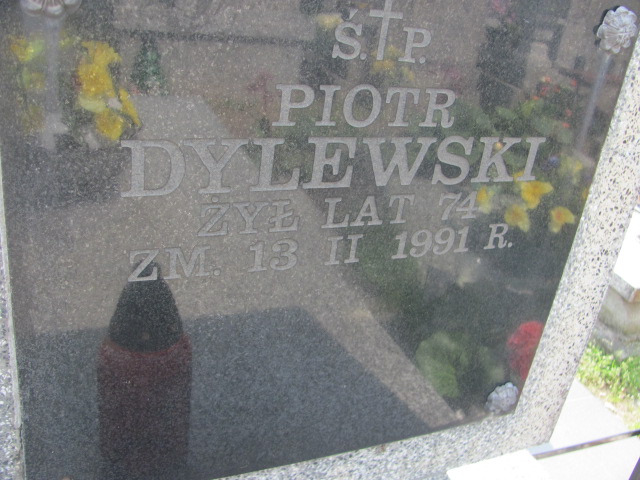 Ś. P.
PIOTR
DYLEWSKI
ŻYŁ LAT 74
ZM. 13 II 1991 R.